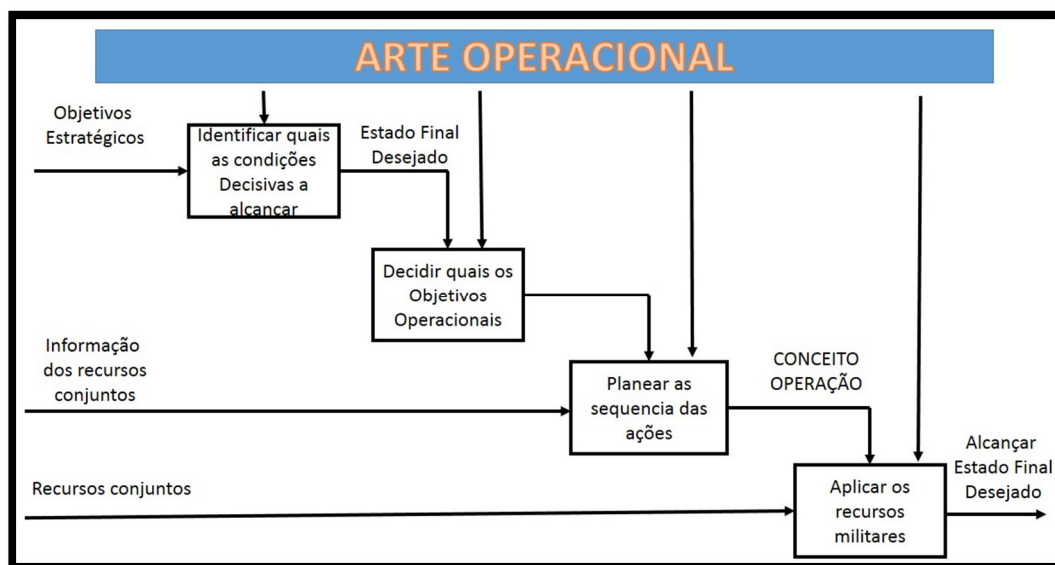 ARTE OPERACIONAL
Objetivos
Estratégicos
Identificar quais
as condições
Decisivas a
alcançar
Estado Final
Desejado
Decidir quais os
Objetivos
Operacionais
Informação
dos recursos
conjuntos
Planear as
sequencia das
ações
CONCEITO
OPERAÇÃO
Recursos conjuntos
Aplicar os
recursos
militares
Alcançar
Estado Final
Desejado